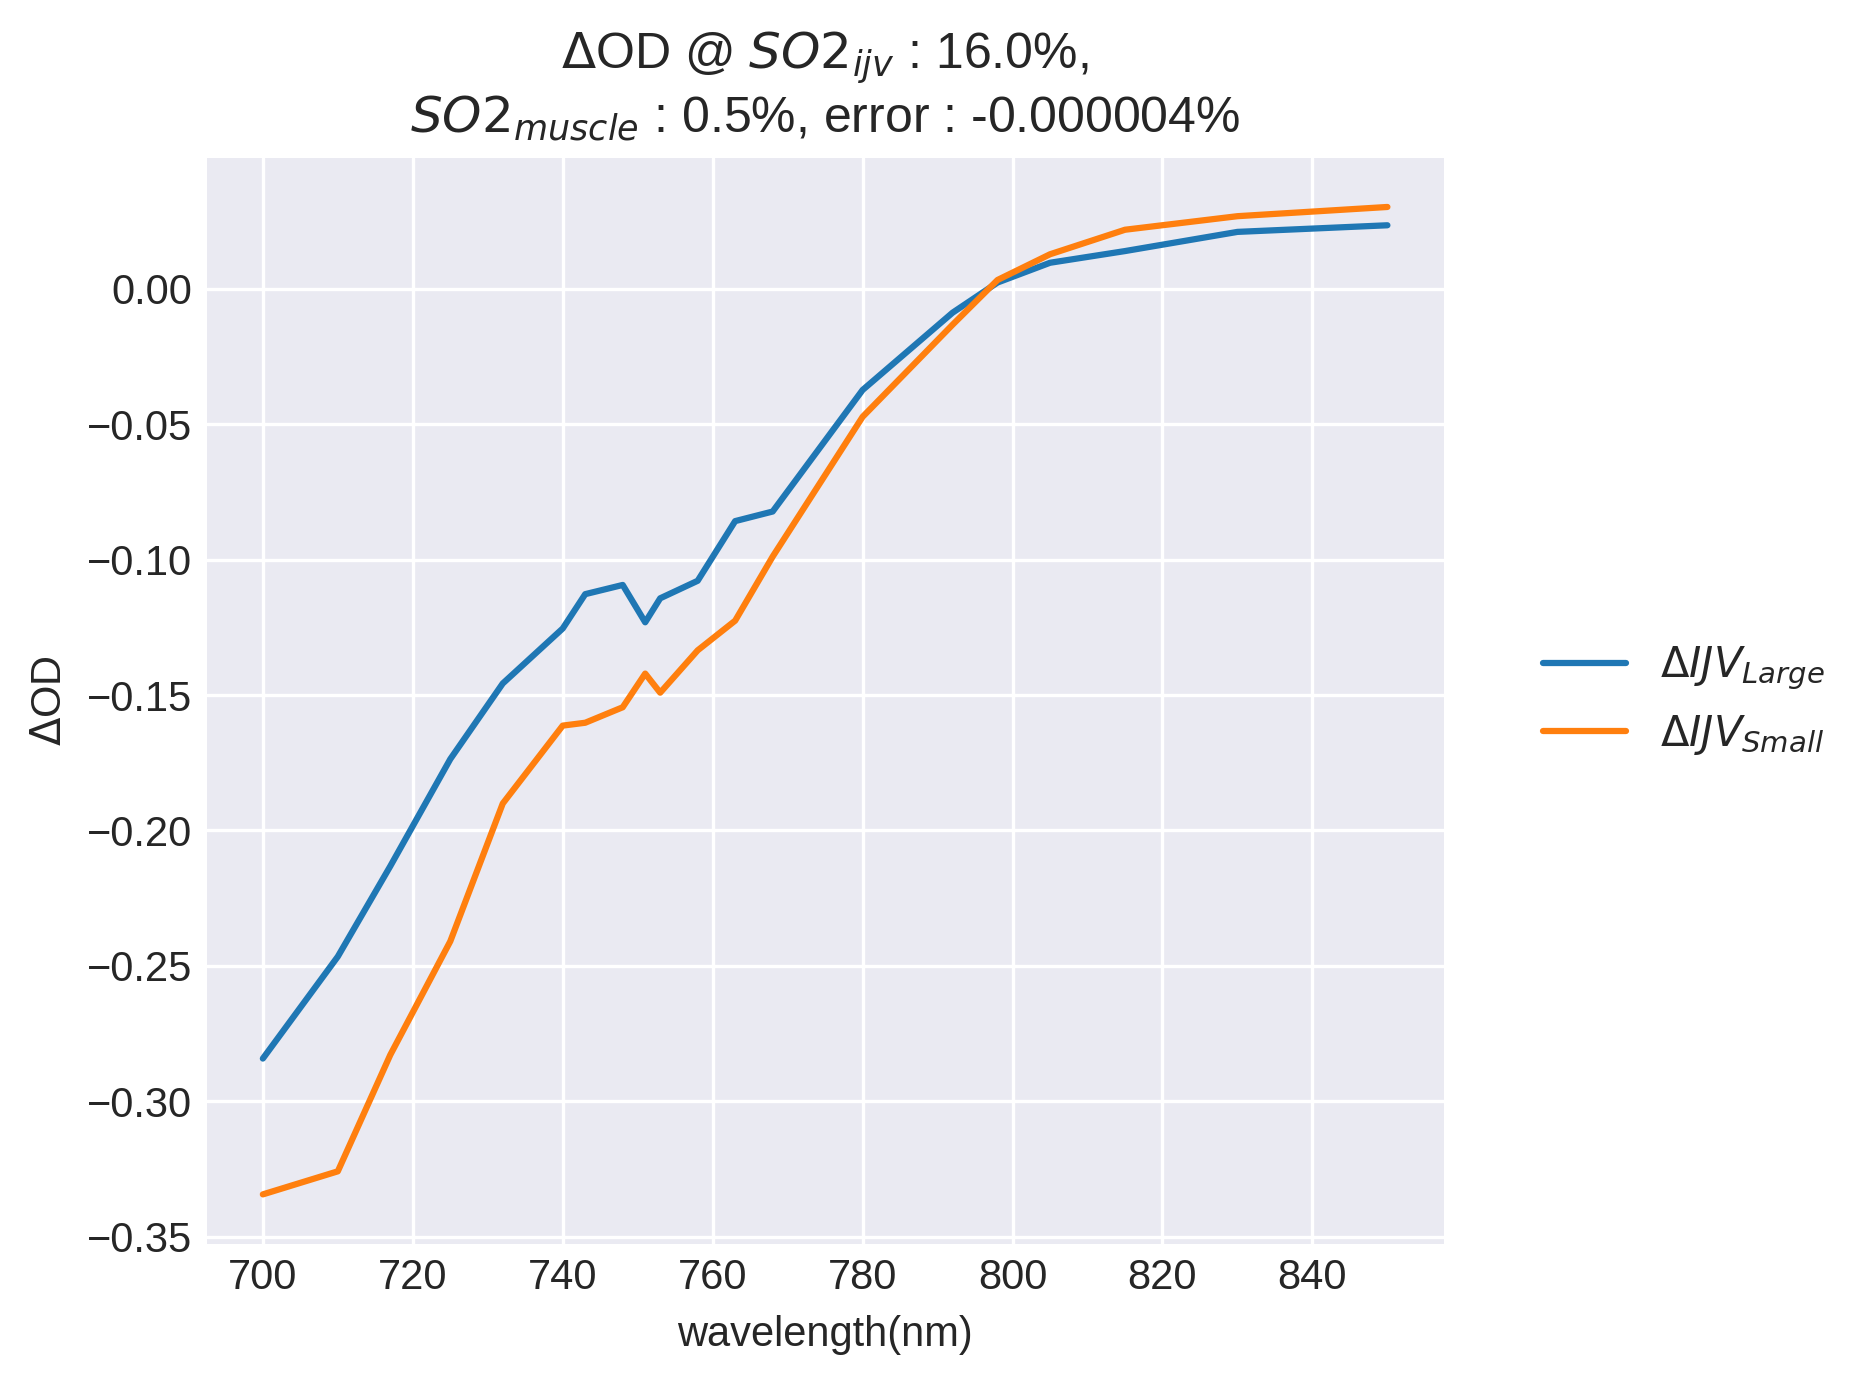 ΔOD @ SO2ijv : 16.0%,
SO2muscle : 0.5%, error : -0.000004%
0.00
−0.05
−0.10
−0.15
−0.20
−0.25
−0.30
−0.35
ΔOD
700 720 740 760 780 800 820 840
wavelength(nm)
ΔIJVLarge
ΔIJVSmall